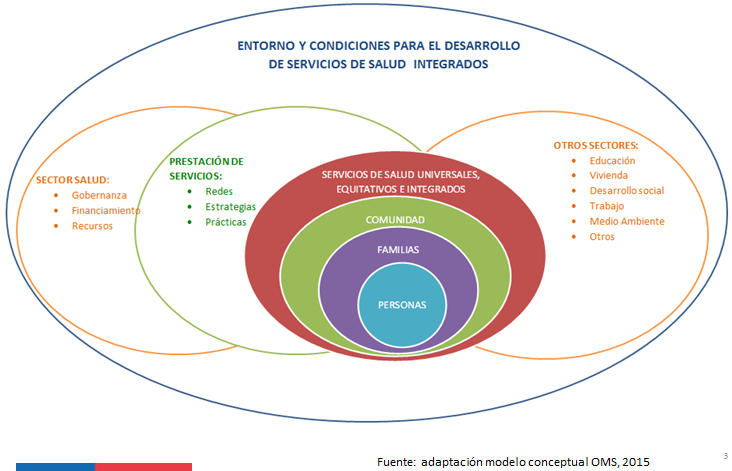 ENTORNO Y CONDICIONES PARA EL DESARROLLO
DE SERVICIOS DE SALUD INTEGRADOS
SECTOR SALUD:
• Gobernanza
• Financiamiento
• Recursos
PRESTACIÓN DE
SERVICIOS:
• Redes
• Estrategias
• Prácticas
SERVICIOS DE SALUD UNIVERSALES,
EQUITATIVOS E INTEGRADOS
COMUNIDAD
FAMILIAS
PERSONAS
OTROS SECTORES:
• Educación
• Vivienda
• Desarrollo social
• Trabajo
• Medio Ambiente
• Otros
Fuente: adaptación modelo conceptual OMS, 2015
3